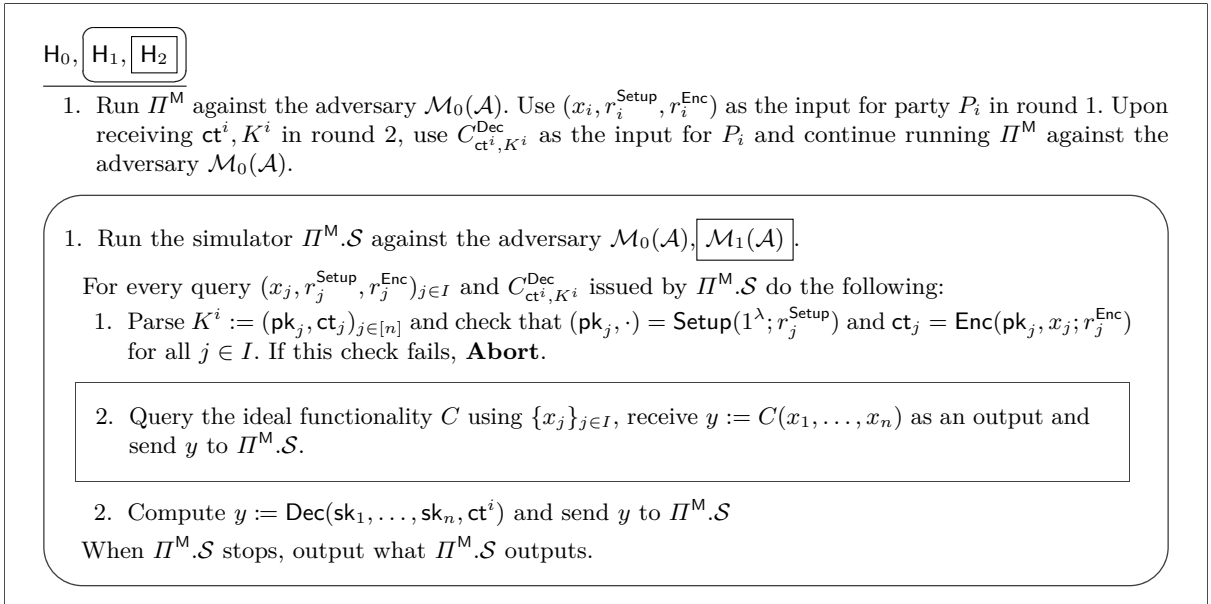 H₀, H₁, H₂
1. Run Π^M against the adversary ℳ₀(𝒜). Use (x_i, r_i^Setup, r_i^Enc) as the input for party P_i in round 1. Upon
receiving ct^i, K^i in round 2, use C^Dec_{ct^i,K^i} as the input for P_i and continue running Π^M against the
adversary ℳ₀(𝒜).
1. Run the simulator Π^M.𝒮 against the adversary ℳ₀(𝒜), ℳ₁(𝒜).
For every query (x_j, r_j^Setup, r_j^Enc)_{j∈I} and C^Dec_{ct^i,K^i} issued by Π^M.𝒮 do the following:
1. Parse K^i := (pk_j, ct_j)_{j∈[n]} and check that (pk_j, ·) = Setup(1^λ; r_j^Setup) and ct_j = Enc(pk_j, x_j; r_j^Enc)
for all j ∈ I. If this check fails, Abort.
2. Query the ideal functionality C using {x_j}_{j∈I}, receive y := C(x₁, . . . , x_n) as an output and
send y to Π^M.𝒮.
2. Compute y := Dec(sk₁, . . . , sk_n, ct^i) and send y to Π^M.𝒮
When Π^M.𝒮 stops, output what Π^M.𝒮 outputs.